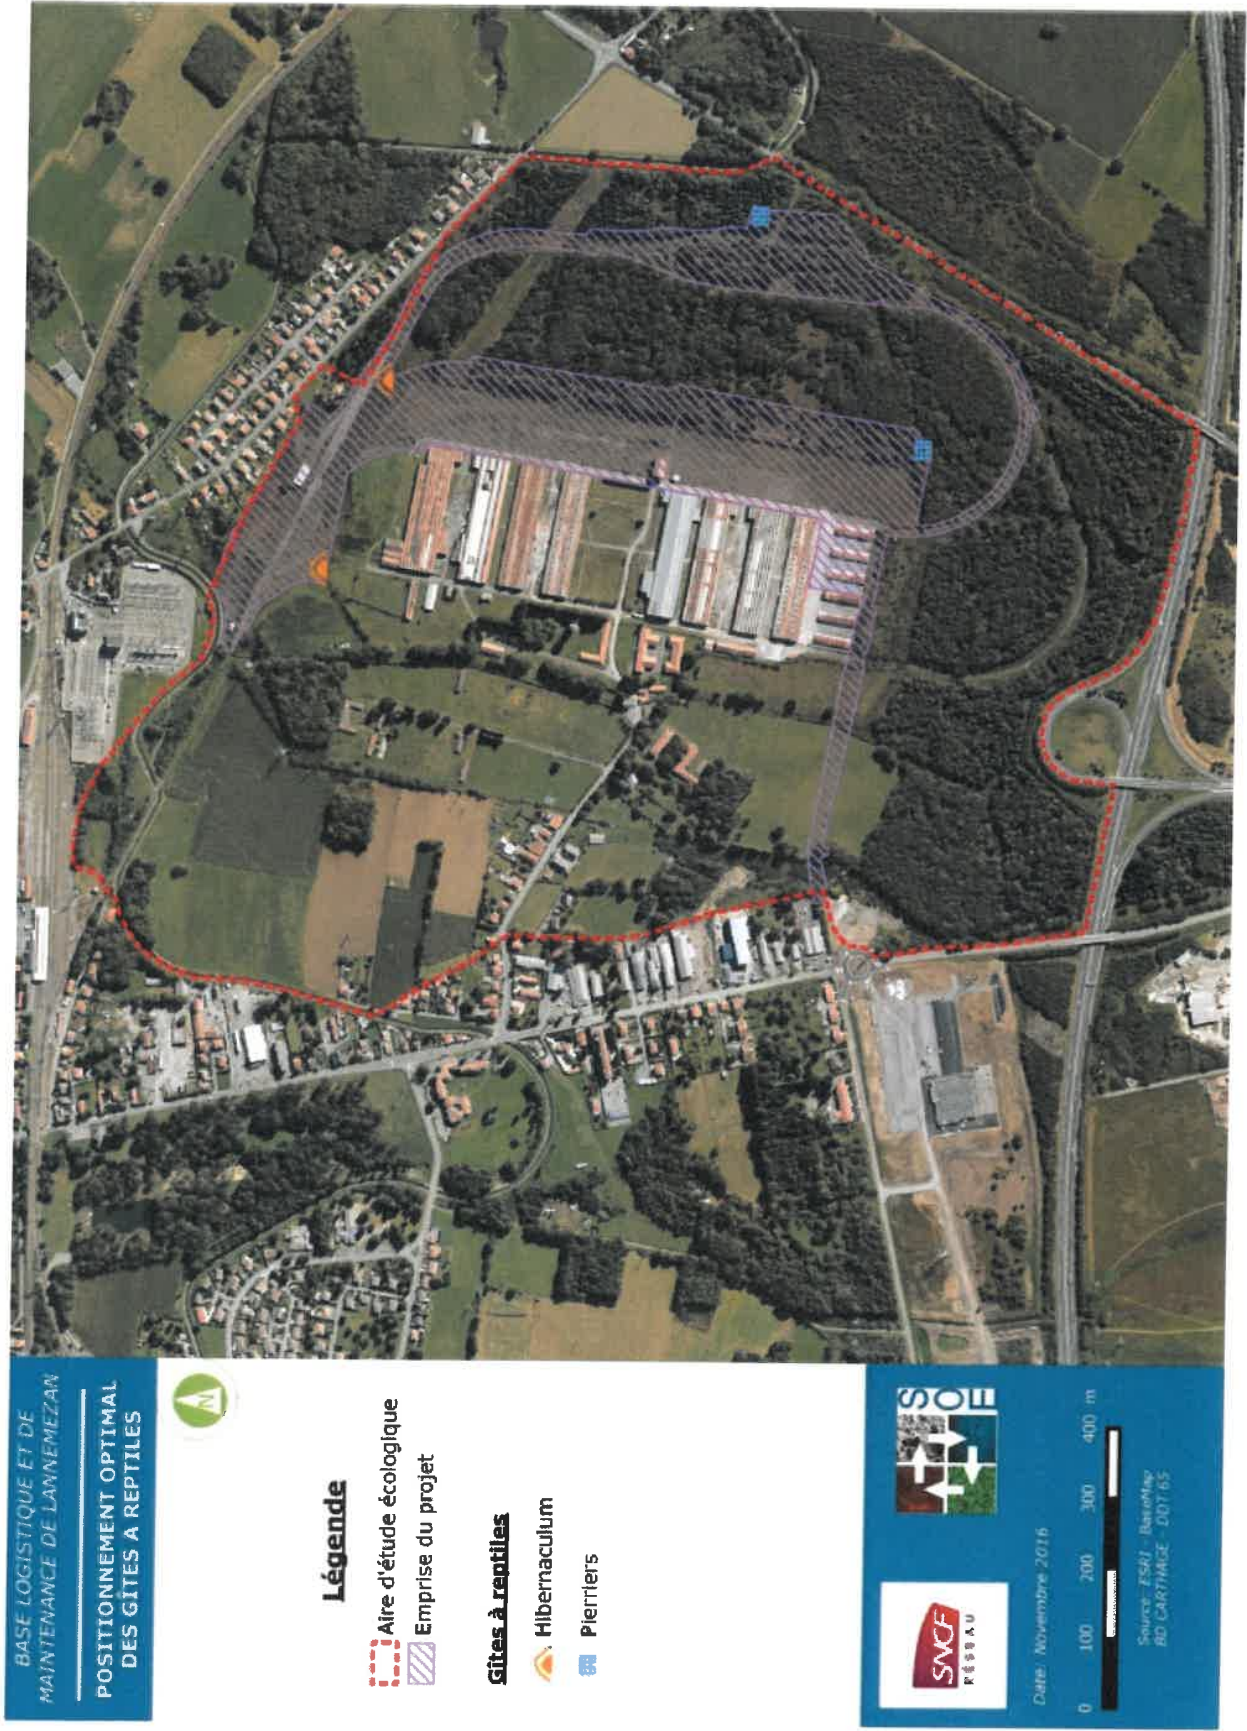 BASE LOGISTIQUE ET DE
MAINTENANCE DE LANNEMEZAN
POSITIONNEMENT OPTIMAL
DES GÎTES A REPTILES
N
Légende
Aire d'étude écologique
Emprise du projet
Gîtes à reptiles
Hibernaculum
Pierriers
SNCF
RÉSEAU
SOE
Date: Novembre 2016
0 100 200 300 400 m
Source: ESRI - BaseMap
BD CARTHAGE - DDT 65